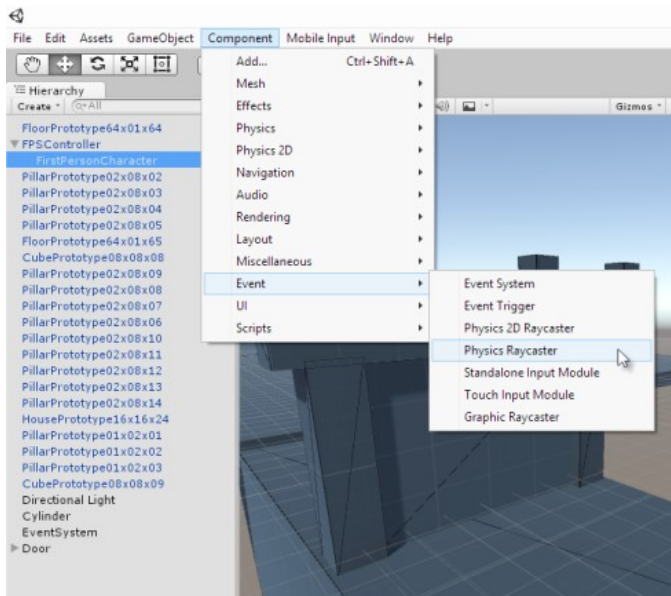 File Edit Assets GameObject Component Mobile Input Window Help
Hierarchy
Create
All
Gizmos
FloorPrototype64x01x64
FPSController
FirstPersonCharacter
PillarPrototype02x08x02
PillarPrototype02x08x03
PillarPrototype02x08x04
PillarPrototype02x08x05
FloorPrototype64x01x65
CubePrototype08x08x08
PillarPrototype02x08x09
PillarPrototype02x08x08
PillarPrototype02x08x07
PillarPrototype02x08x06
PillarPrototype02x08x10
PillarPrototype02x08x11
PillarPrototype02x08x12
PillarPrototype02x08x13
PillarPrototype02x08x14
HousePrototype16x16x24
PillarPrototype01x02x01
PillarPrototype01x02x02
PillarPrototype01x02x03
CubePrototype08x08x09
Directional Light
Cylinder
EventSystem
Door
Add... Ctrl+Shift+A
Mesh
Effects
Physics
Physics 2D
Navigation
Audio
Rendering
Layout
Miscellaneous
Event
UI
Scripts
Event System
Event Trigger
Physics 2D Raycaster
Physics Raycaster
Standalone Input Module
Touch Input Module
Graphic Raycaster